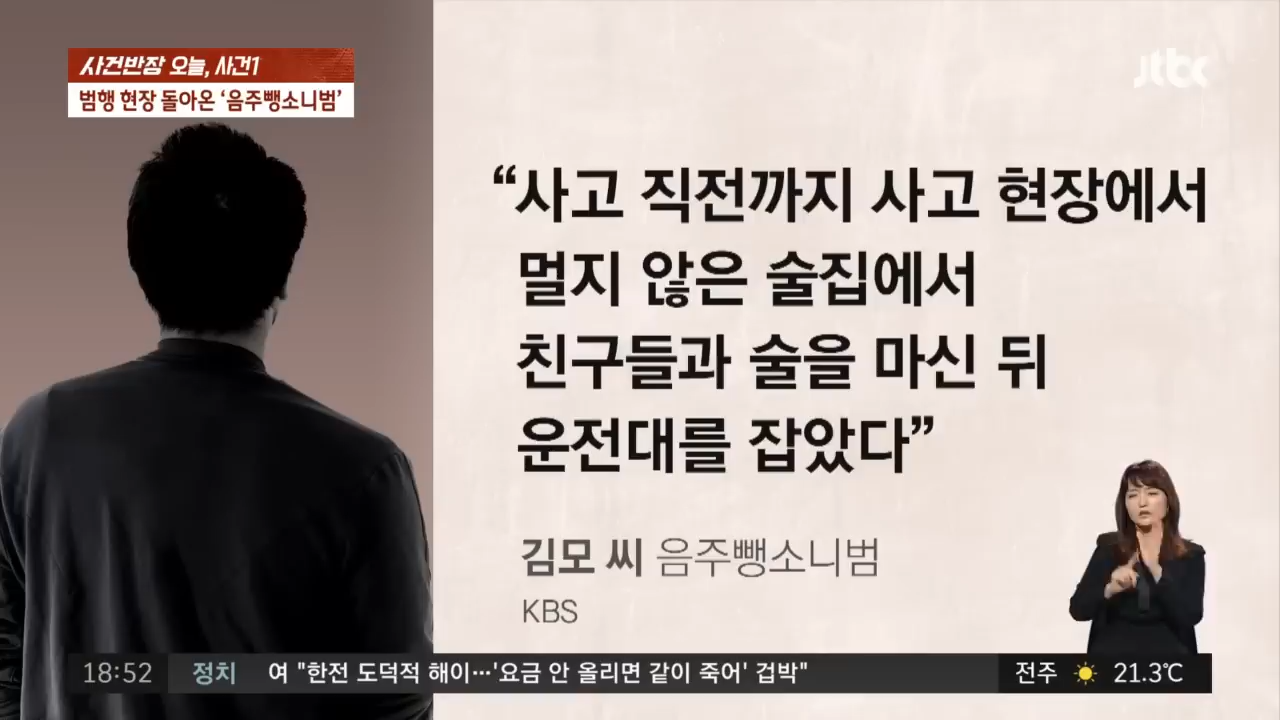 사건반장 오늘, 사건1
범행 현장 돌아온 ‘음주뺑소니범’
jtbc
“사고 직전까지 사고 현장에서
멀지 않은 술집에서
친구들과 술을 마신 뒤
운전대를 잡았다”
김모 씨 음주뺑소니범
KBS
18:52 정치 여 "한전 도덕적 해이…'요금 안 올리면 같이 죽어' 겁박" 전주 21.3℃